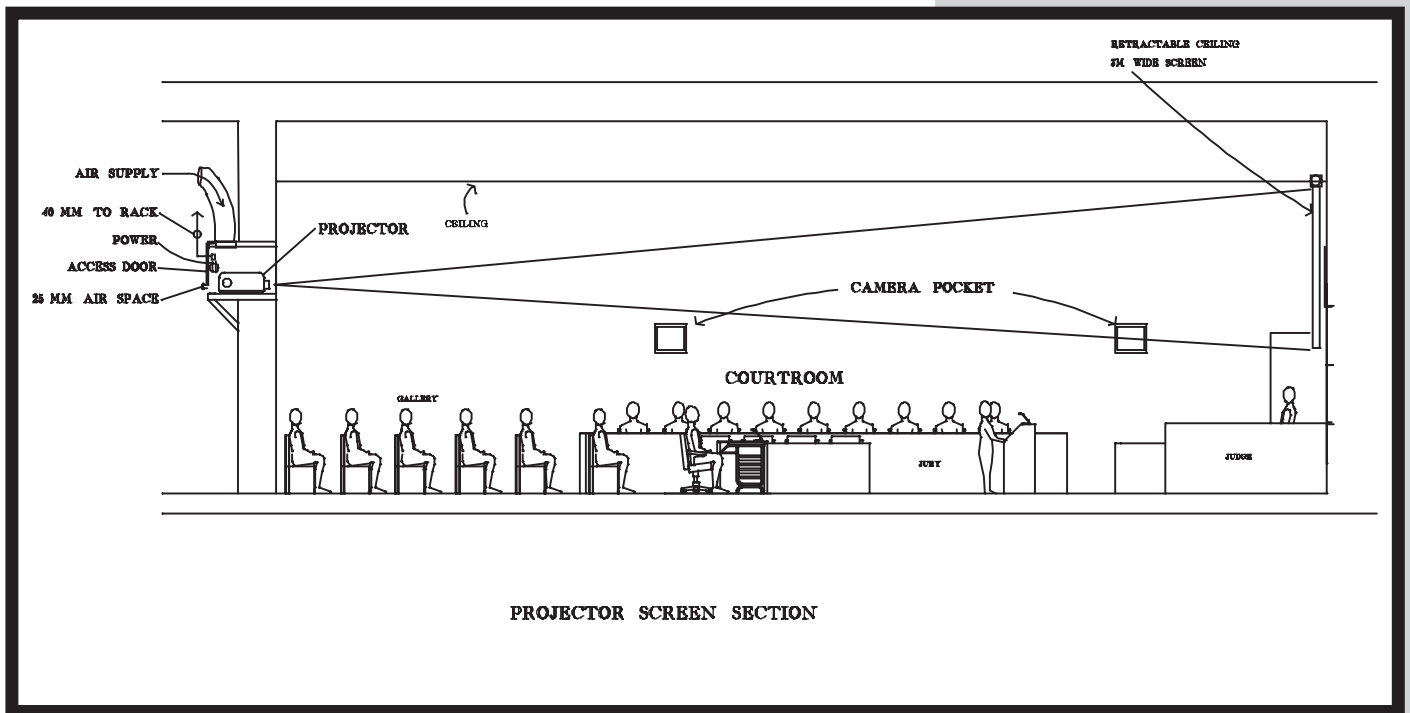 RETRACTABLE CEILING
3M WIDE SCREEN
AIR SUPPLY
40 MM TO RACK
POWER
ACCESS DOOR
25 MM AIR SPACE
PROJECTOR
CEILING
CAMERA POCKET
COURTROOM
GALLERY
JURY
JUDGE
PROJECTOR SCREEN SECTION